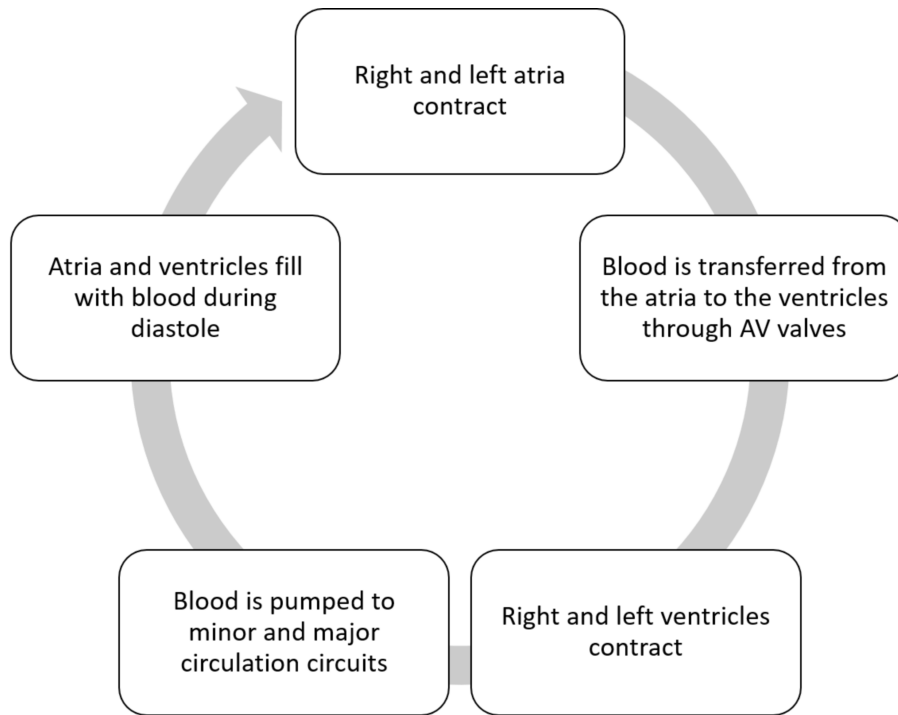 Right and left atria
contract
Blood is transferred from
the atria to the ventricles
through AV valves
Right and left ventricles
contract
Blood is pumped to
minor and major
circulation circuits
Atria and ventricles fill
with blood during
diastole